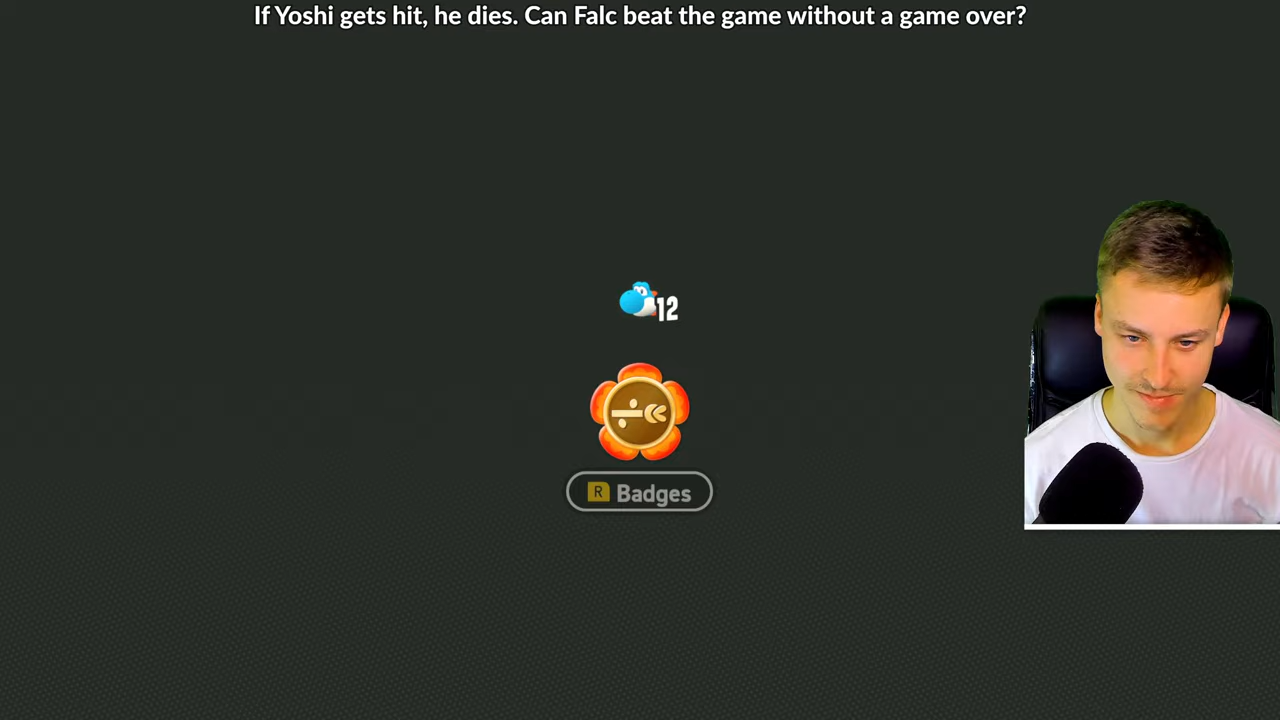 If Yoshi gets hit, he dies. Can Falc beat the game without a game over?
12
R Badges